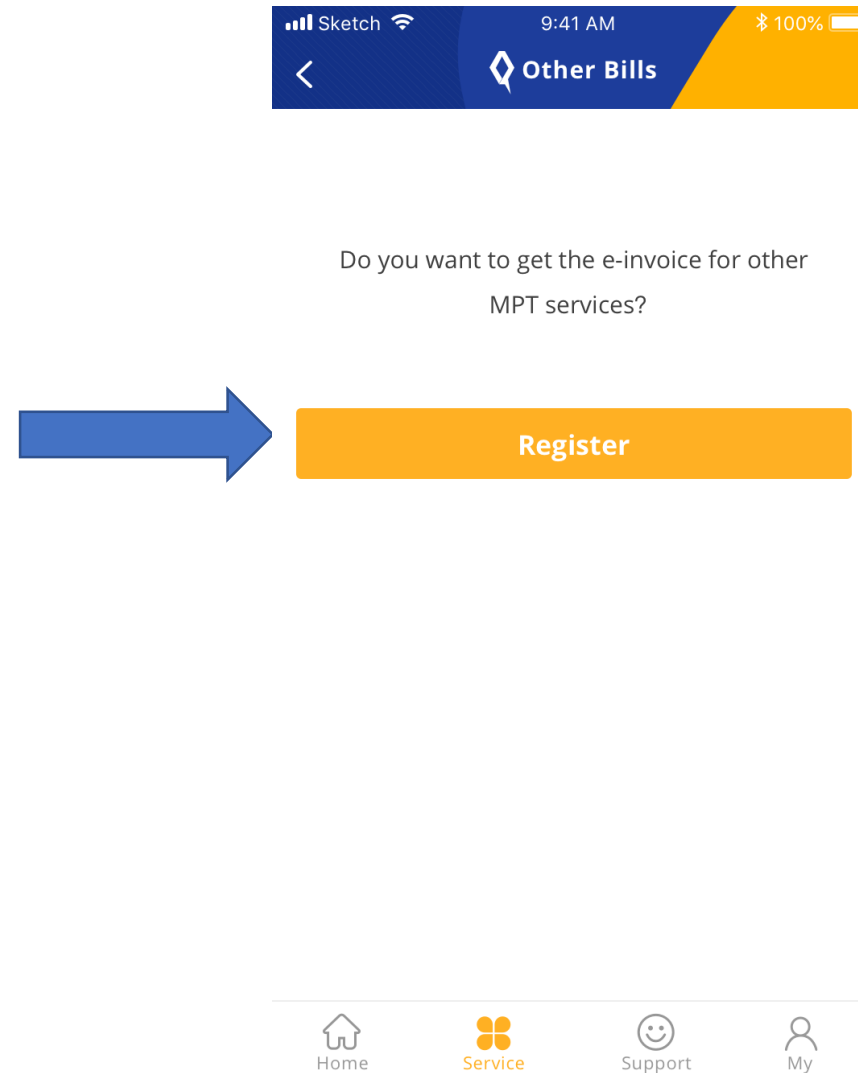 Sketch 9:41 AM 100%
Other Bills
Do you want to get the e-invoice for other
MPT services?
Register
Home Service Support My